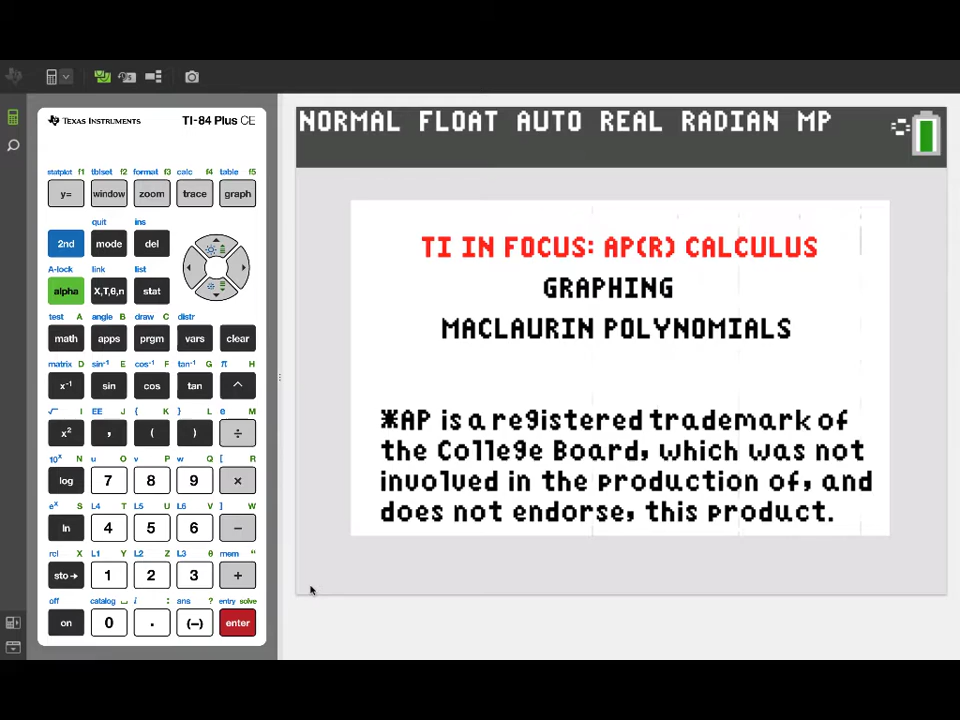 NORMAL FLOAT AUTO REAL RADIAN MP
TI IN FOCUS: AP(R) CALCULUS
GRAPHING
MACLAURIN POLYNOMIALS
*AP is a registered trademark of
the College Board, which was not
involved in the production of, and
does not endorse, this product.
TEXAS INSTRUMENTS TI-84 Plus CE
statplot f1 tblset f2 format f3 calc f4 table f5
y= window zoom trace graph
quit ins
2nd mode del
A-lock link list
alpha X,T,θ,n stat
test A angle B draw C distr
math apps prgm vars clear
matrix D sin⁻¹ E cos⁻¹ F tan⁻¹ G π H
x⁻¹ sin cos tan ^
√ I EE J { K } L e M
x² , ( ) ÷
10ˣ N u O v P w Q [ R
log 7 8 9 ×
eˣ S L4 T L5 U L6 V ] W
ln 4 5 6 −
rcl X L1 Y L2 Z L3 θ mem "
sto→ 1 2 3 +
off catalog ⎵ i : ans ? entry solve
on 0 . (−) enter